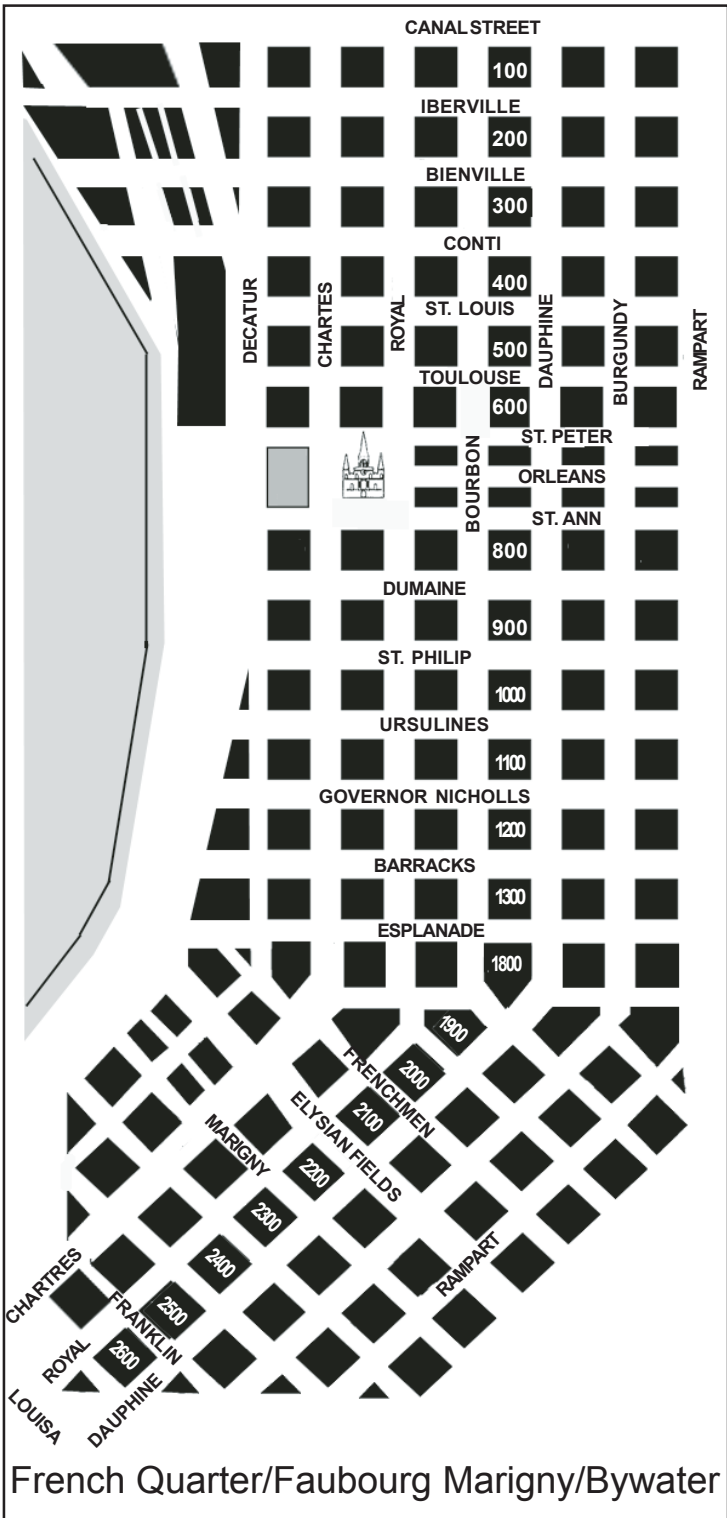 CANAL STREET
100
IBERVILLE
200
BIENVILLE
300
CONTI
400
DECATUR
CHARTES
ROYAL
ST. LOUIS
DAUPHINE
BURGUNDY
RAMPART
500
TOULOUSE
600
ST. PETER
BOURBON
ORLEANS
ST. ANN
800
DUMAINE
900
ST. PHILIP
1000
URSULINES
1100
GOVERNOR NICHOLLS
1200
BARRACKS
1300
ESPLANADE
1800
1900
FRENCHMEN
2000
ELYSIAN FIELDS
2100
MARIGNY
2200
2300
2400
RAMPART
CHARTRES
FRANKLIN
2500
ROYAL
2600
LOUISA
DAUPHINE
French Quarter/Faubourg Marigny/Bywater